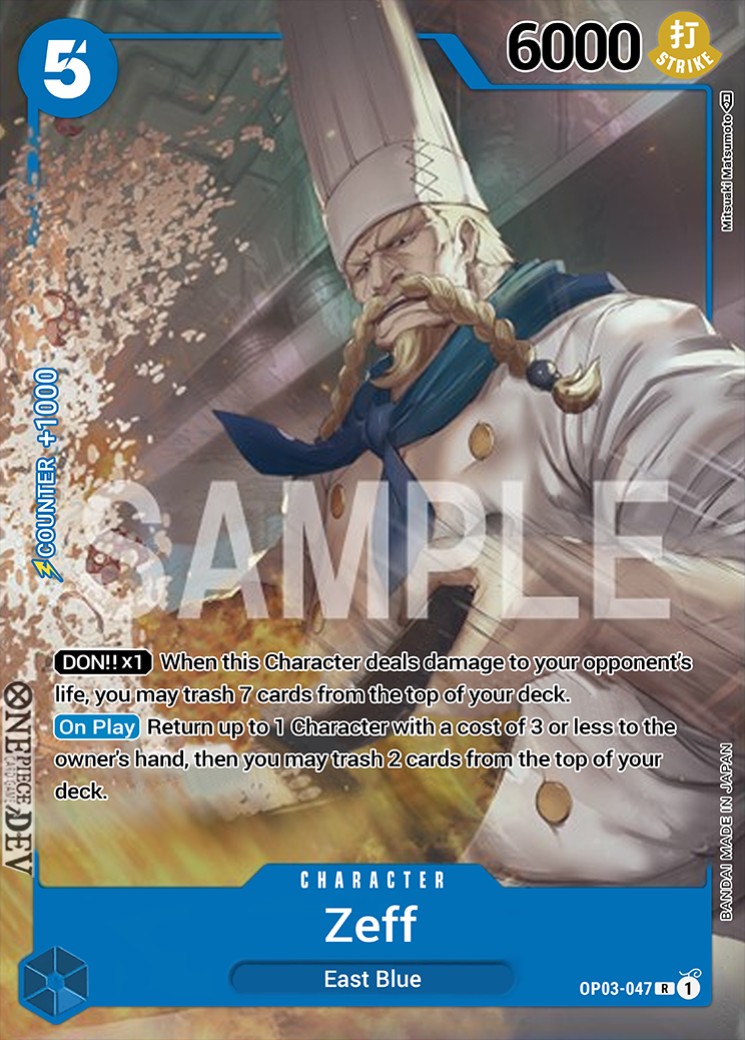 5
6000
打
STRIKE
Mitsuaki Matsumoto
COUNTER +1000
SAMPLE
DON!! x1 When this Character deals damage to your opponent's
life, you may trash 7 cards from the top of your deck.
On Play Return up to 1 Character with a cost of 3 or less to the
owner's hand, then you may trash 2 cards from the top of your
deck.
ONE PIECE
DEV
BANDAI MADE IN JAPAN
CHARACTER
Zeff
East Blue
OP03-047 R 1